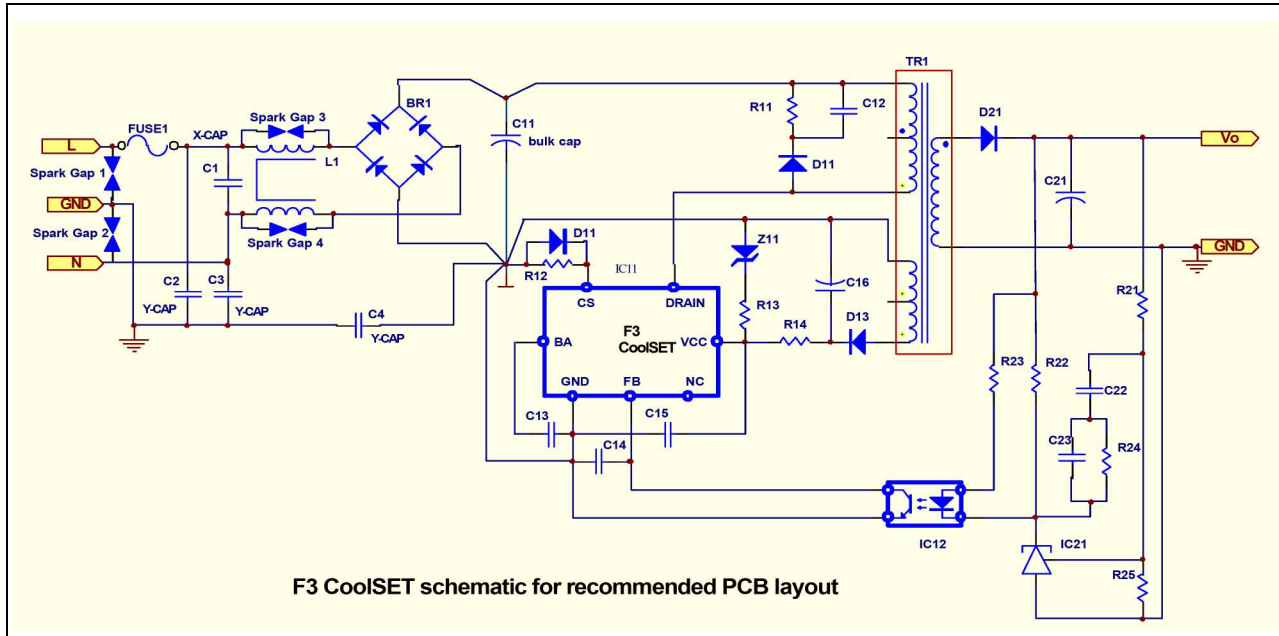 TR1
BR1
R11
C12
D21
Spark Gap 3
C11
bulk cap
FUSE1
X-CAP
L
Vo
C1
L1
D11
Spark Gap 1
C21
GND
Spark Gap 2
Spark Gap 4
D11
Z11
GND
N
R12
IC11
C2
C3
CS
DRAIN
C16
R21
Y-CAP
Y-CAP
C4
Y-CAP
F3
CoolSET
R13
R14
D13
BA
VCC
R23
R22
GND
FB
NC
C22
C13
C15
C14
C23
R24
IC12
IC21
R25
F3 CoolSET schematic for recommended PCB layout